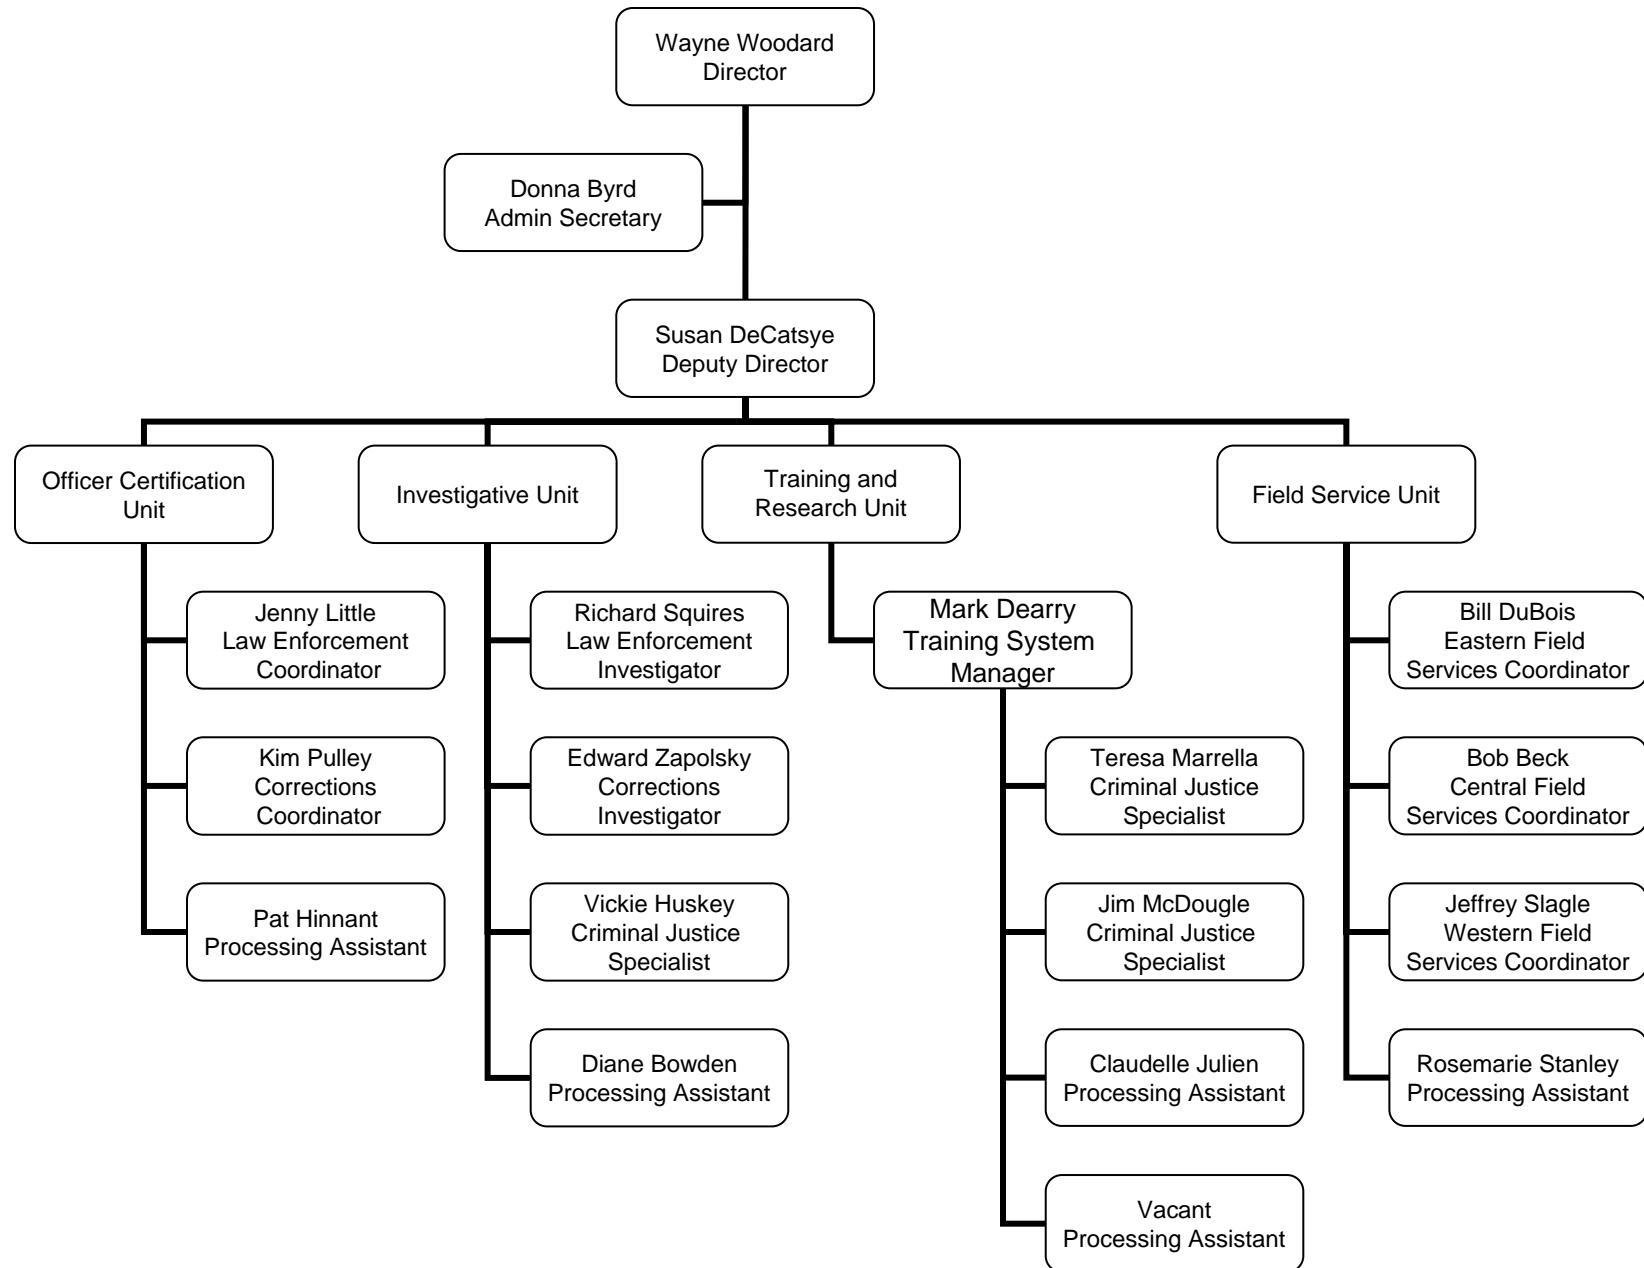 Wayne Woodard
Director
Donna Byrd
Admin Secretary
Susan DeCatsye
Deputy Director
Officer Certification
Unit
Investigative Unit
Training and
Research Unit
Field Service Unit
Jenny Little
Law Enforcement
Coordinator
Richard Squires
Law Enforcement
Investigator
Mark Dearry
Training System
Manager
Bill DuBois
Eastern Field
Services Coordinator
Kim Pulley
Corrections
Coordinator
Edward Zapolsky
Corrections
Investigator
Teresa Marrella
Criminal Justice
Specialist
Bob Beck
Central Field
Services Coordinator
Pat Hinnant
Processing Assistant
Vickie Huskey
Criminal Justice
Specialist
Jim McDougle
Criminal Justice
Specialist
Jeffrey Slagle
Western Field
Services Coordinator
Diane Bowden
Processing Assistant
Claudelle Julien
Processing Assistant
Rosemarie Stanley
Processing Assistant
Vacant
Processing Assistant